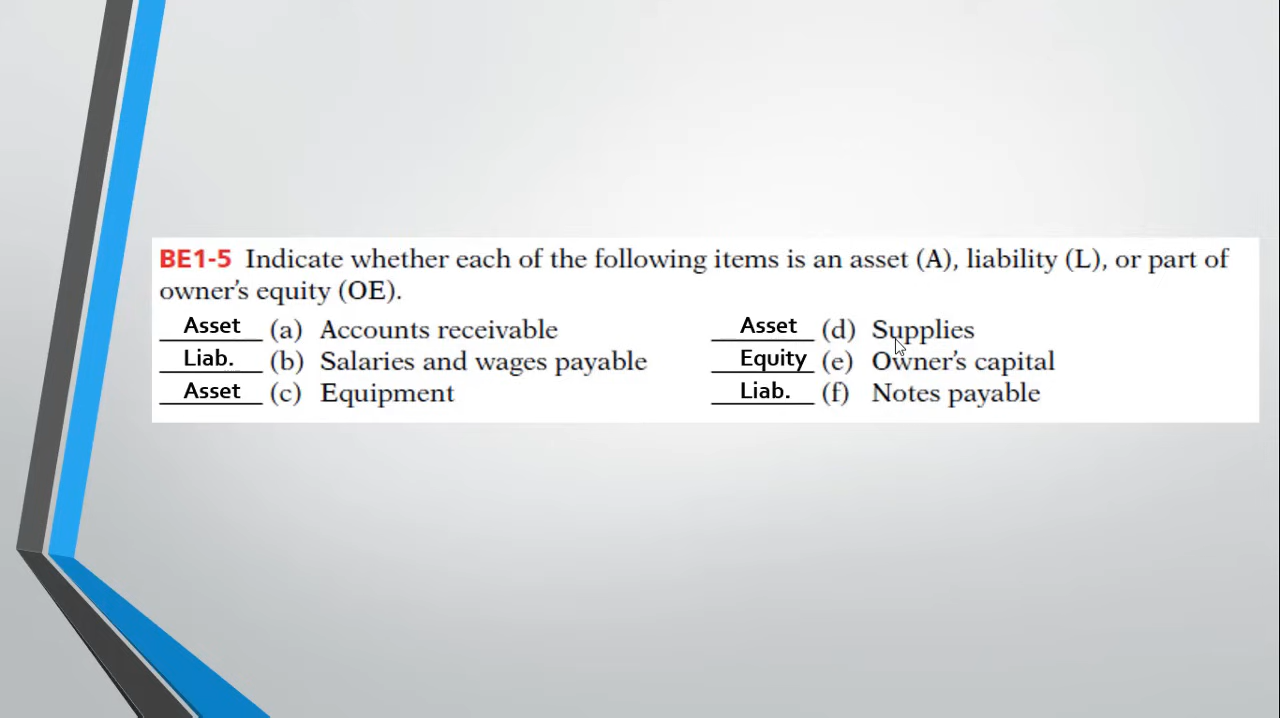 BE1-5 Indicate whether each of the following items is an asset (A), liability (L), or part of
owner's equity (OE).
Asset (a) Accounts receivable
Liab. (b) Salaries and wages payable
Asset (c) Equipment
Asset (d) Supplies
Equity (e) Owner's capital
Liab. (f) Notes payable